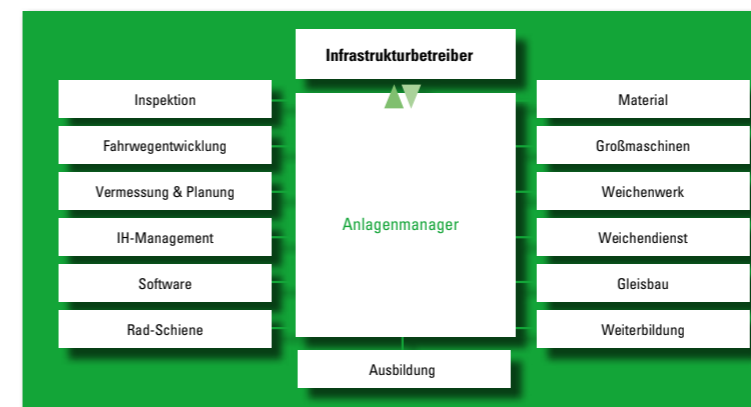 Infrastrukturbetreiber
Inspektion
Fahrwegentwicklung
Vermessung & Planung
IH-Management
Software
Rad-Schiene
Anlagenmanager
Material
Großmaschinen
Weichenwerk
Weichendienst
Gleisbau
Weiterbildung
Ausbildung